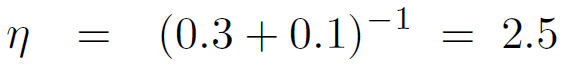 η = (0.3 + 0.1)⁻¹ = 2.5